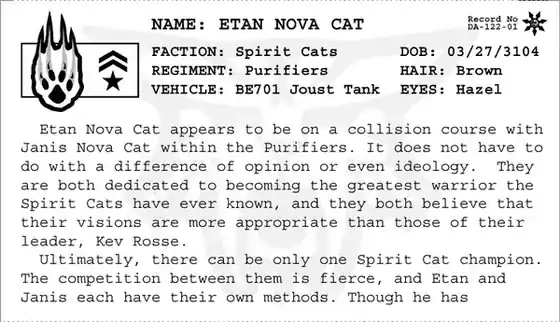 NAME: ETAN NOVA CAT
Record No
DA-122-01
FACTION: Spirit Cats DOB: 03/27/3104
REGIMENT: Purifiers HAIR: Brown
VEHICLE: BE701 Joust Tank EYES: Hazel
Etan Nova Cat appears to be on a collision course with
Janis Nova Cat within the Purifiers. It does not have to
do with a difference of opinion or even ideology. They
are both dedicated to becoming the greatest warrior the
Spirit Cats have ever known, and they both believe that
their visions are more appropriate than those of their
leader, Kev Rosse.
Ultimately, there can be only one Spirit Cat champion.
The competition between them is fierce, and Etan and
Janis each have their own methods. Though he has